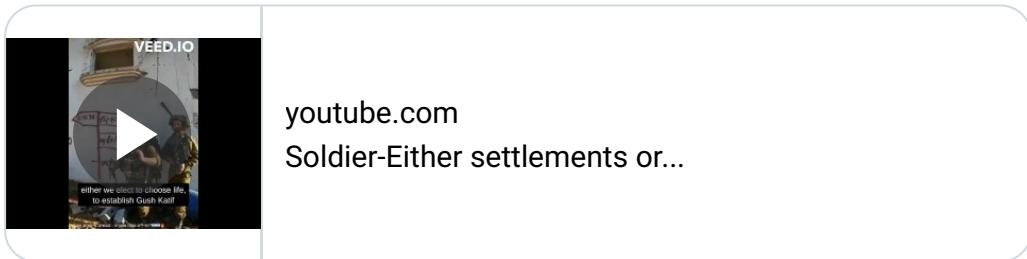 VEED.IO
either we elect to choose life,
to establish Gush Katif
youtube.com
Soldier-Either settlements or...